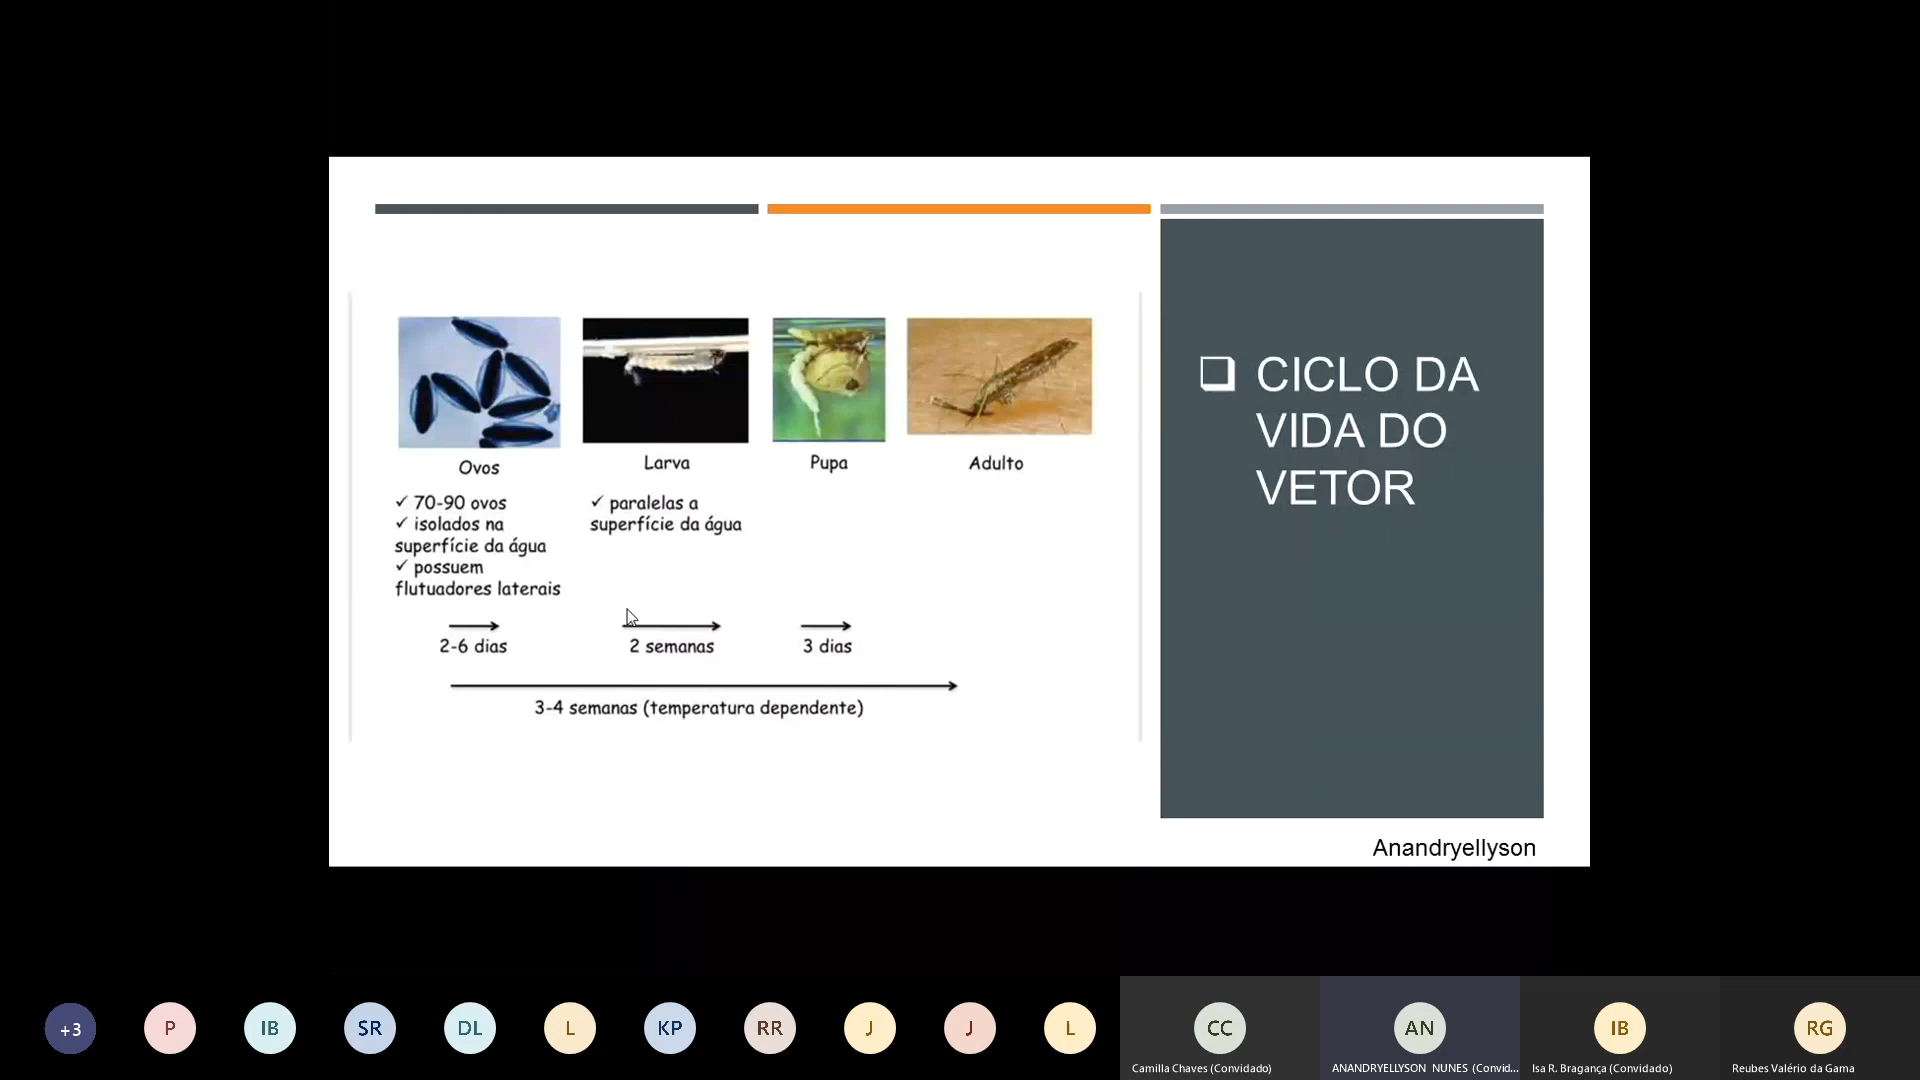 CICLO DA
VIDA DO
VETOR
Ovos
Larva
Pupa
Adulto
✓ 70-90 ovos
✓ isolados na
superfície da água
✓ possuem
flutuadores laterais
✓ paralelas a
superfície da água
2-6 dias
2 semanas
3 dias
3-4 semanas (temperatura dependente)
Anandryellyson
+3
P
IB
SR
DL
L
KP
RR
J
J
L
CC
AN
IB
RG
Camilla Chaves (Convidado)
ANANDRYELLYSON NUNES (Convid...
Isa R. Bragança (Convidado)
Reubes Valério da Gama